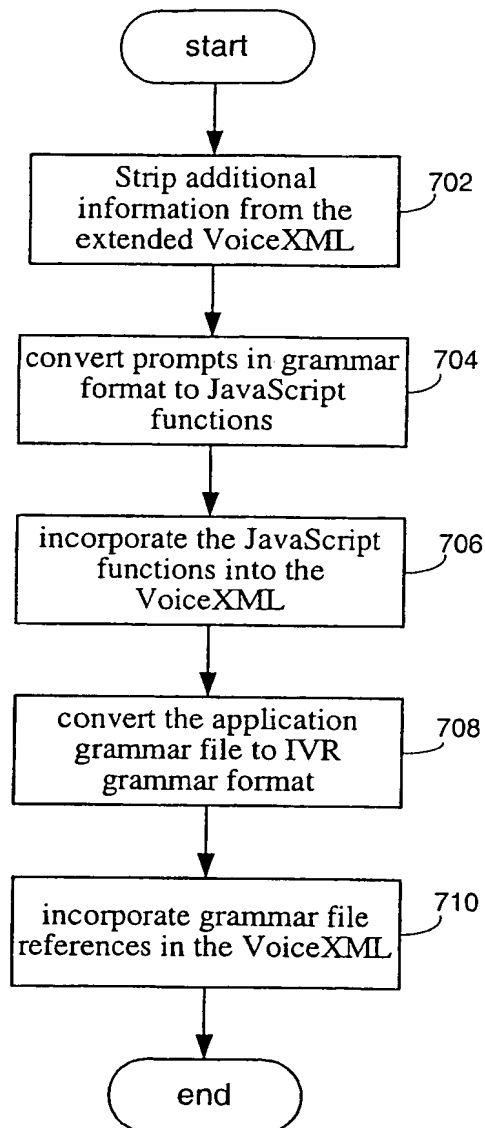 start
Strip additional
information from the
extended VoiceXML
702
convert prompts in grammar
format to JavaScript
functions
704
incorporate the JavaScript
functions into the
VoiceXML
706
convert the application
grammar file to IVR
grammar format
708
incorporate grammar file
references in the VoiceXML
710
end